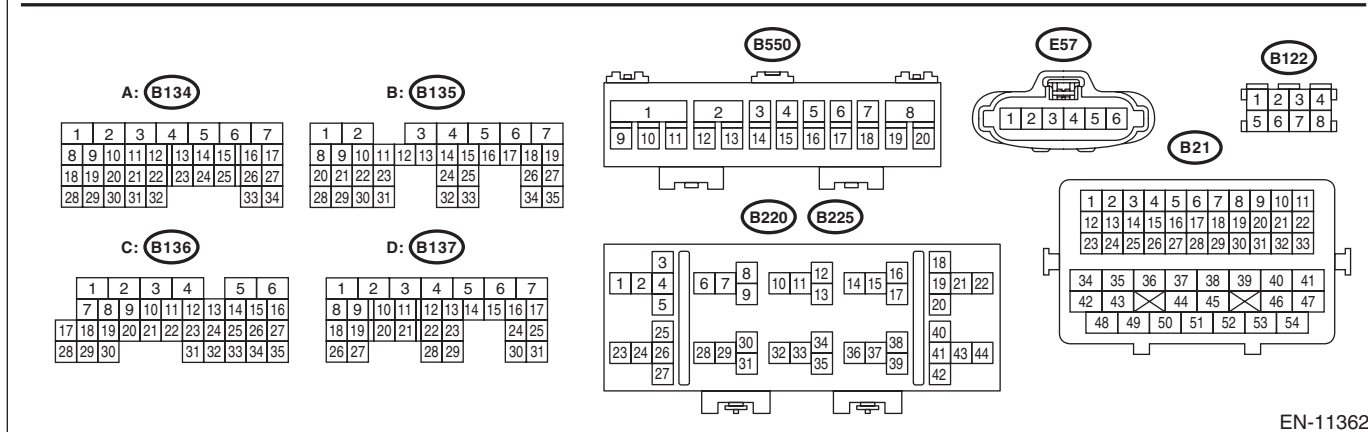 B550
E57
B122
A: B134
B: B135
1 2 3 4 5 6 7
8 9 10 11 12 13 14 15 16 17
18 19 20 21 22 23 24 25 26 27
28 29 30 31 32 33 34
1 2 3 4 5 6 7
8 9 10 11 12 13 14 15 16 17 18 19
20 21 22 23 24 25 26 27
28 29 30 31 32 33 34 35
1 2 3 4 5 6 7 8
9 10 11 12 13 14 15 16 17 18 19 20
1 2 3 4 5 6
1 2 3 4
5 6 7 8
B21
1 2 3 4 5 6 7 8 9 10 11
12 13 14 15 16 17 18 19 20 21 22
23 24 25 26 27 28 29 30 31 32 33
34 35 36 37 38 39 40 41
42 43 44 45 46 47
48 49 50 51 52 53 54
C: B136
D: B137
1 2 3 4 5 6
7 8 9 10 11 12 13 14 15 16
17 18 19 20 21 22 23 24 25 26 27
28 29 30 31 32 33 34 35
1 2 3 4 5 6 7
8 9 10 11 12 13 14 15 16 17
18 19 20 21 22 23 24 25
26 27 28 29 30 31
B220 B225
3 8 12 16 18
1 2 4 6 7 10 11 14 15 19 21 22
5 9 13 17 20
25 30 34 38 40
23 24 26 28 29 32 33 36 37 41 43 44
27 31 35 39 42
EN-11362